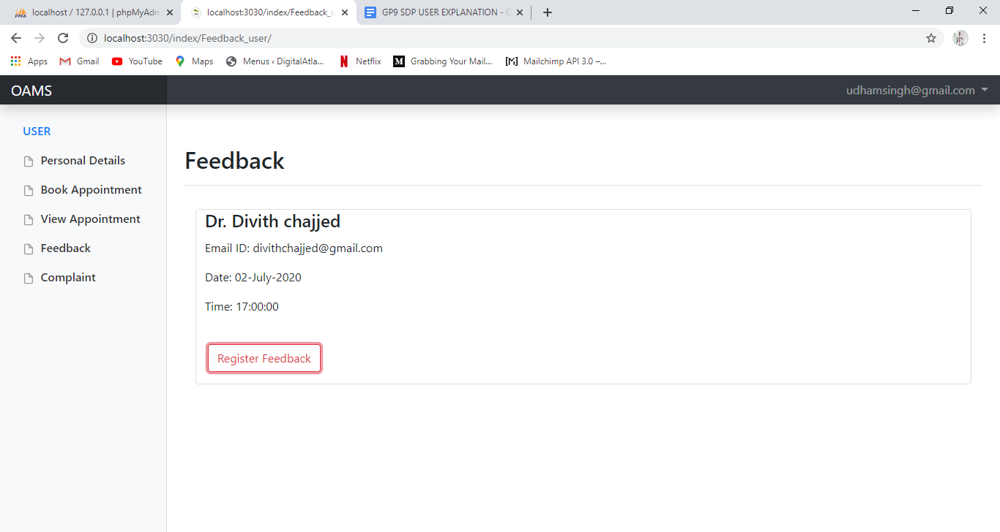 localhost / 127.0.0.1 | phpMyAdm
localhost:3030/index/Feedback_u
GP9 SDP USER EXPLANATION - G
localhost:3030/index/Feedback_user/
Apps
Gmail
YouTube
Maps
Menus ‹ DigitalAtla...
Netflix
Grabbing Your Mail...
Mailchimp API 3.0 –...
OAMS
udhamsingh@gmail.com
USER
Personal Details
Book Appointment
View Appointment
Feedback
Complaint
Feedback
Dr. Divith chajjed
Email ID: divithchajjed@gmail.com
Date: 02-July-2020
Time: 17:00:00
Register Feedback